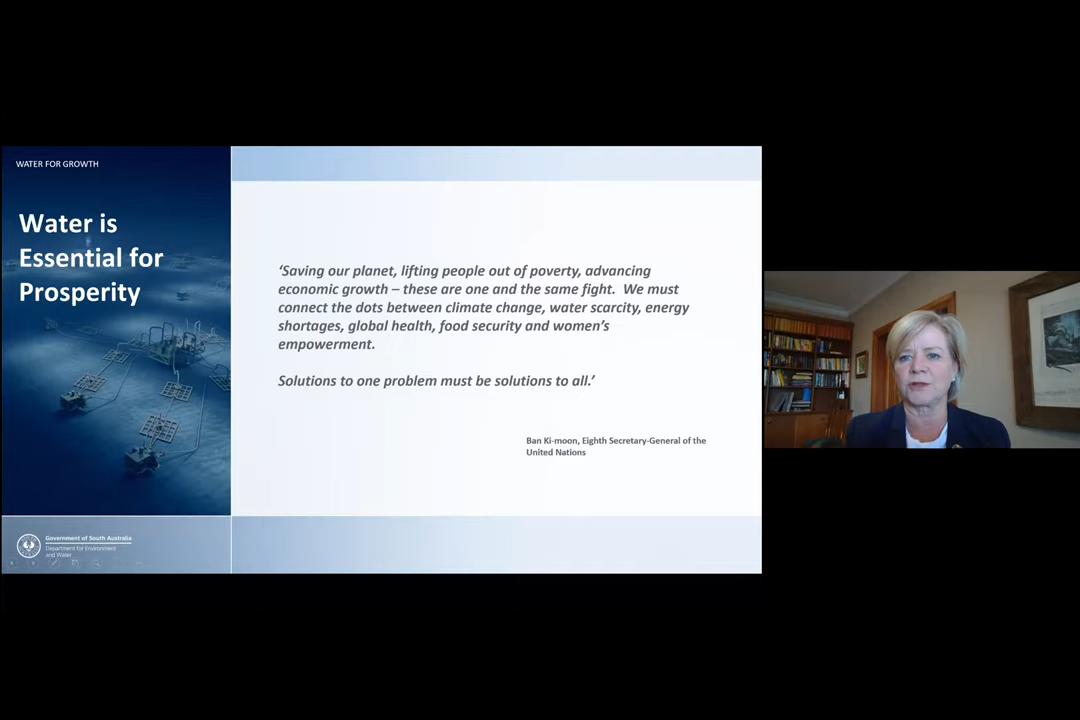 WATER FOR GROWTH
Water is
Essential for
Prosperity
‘Saving our planet, lifting people out of poverty, advancing
economic growth – these are one and the same fight.  We must
connect the dots between climate change, water scarcity, energy
shortages, global health, food security and women’s
empowerment.
Solutions to one problem must be solutions to all.’
Ban Ki-moon, Eighth Secretary-General of the
United Nations
Government of South Australia
Department for Environment
and Water